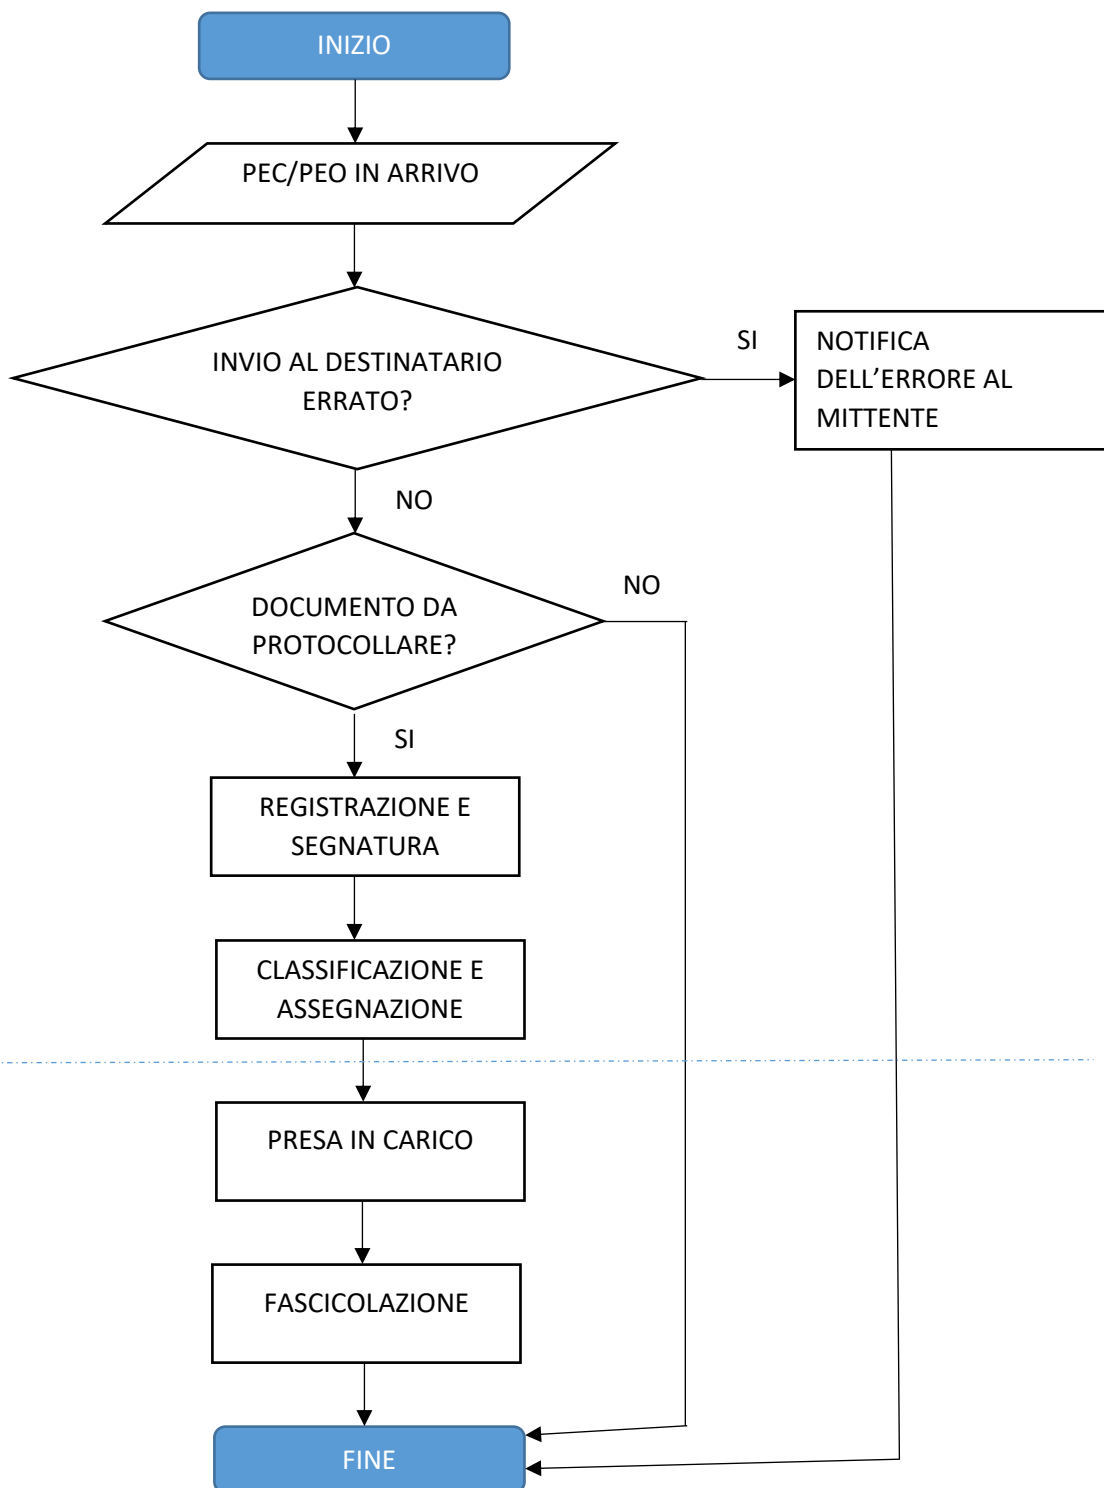 INIZIO
PEC/PEO IN ARRIVO
INVIO AL DESTINATARIO
ERRATO?
SI
NOTIFICA
DELL’ERRORE AL
MITTENTE
NO
DOCUMENTO DA
PROTOCOLLARE?
NO
SI
REGISTRAZIONE E
SEGNATURA
CLASSIFICAZIONE E
ASSEGNAZIONE
PRESA IN CARICO
FASCICOLAZIONE
FINE